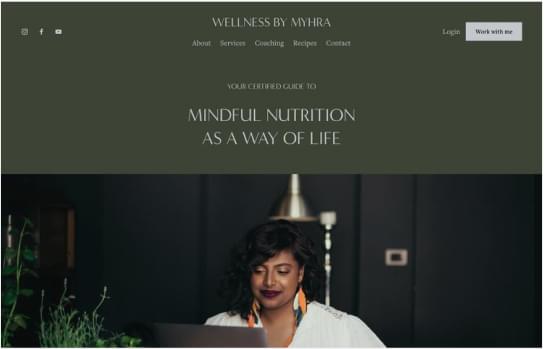 WELLNESS BY MYHRA
About Services Coaching Recipes Contact
Login
Work with me
YOUR CERTIFIED GUIDE TO
MINDFUL NUTRITION
AS A WAY OF LIFE